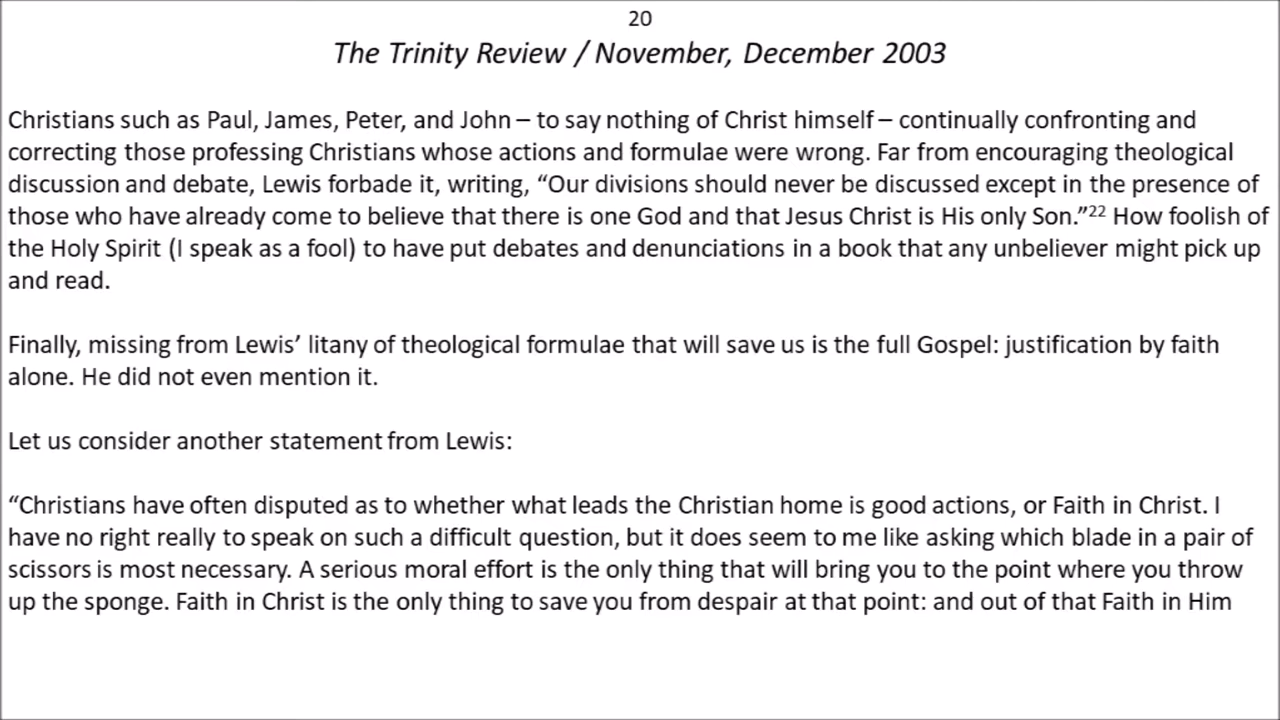 20
The Trinity Review / November, December 2003
Christians such as Paul, James, Peter, and John – to say nothing of Christ himself – continually confronting and
correcting those professing Christians whose actions and formulae were wrong. Far from encouraging theological
discussion and debate, Lewis forbade it, writing, “Our divisions should never be discussed except in the presence of
those who have already come to believe that there is one God and that Jesus Christ is His only Son.”22 How foolish of
the Holy Spirit (I speak as a fool) to have put debates and denunciations in a book that any unbeliever might pick up
and read.
Finally, missing from Lewis’ litany of theological formulae that will save us is the full Gospel: justification by faith
alone. He did not even mention it.
Let us consider another statement from Lewis:
“Christians have often disputed as to whether what leads the Christian home is good actions, or Faith in Christ. I
have no right really to speak on such a difficult question, but it does seem to me like asking which blade in a pair of
scissors is most necessary. A serious moral effort is the only thing that will bring you to the point where you throw
up the sponge. Faith in Christ is the only thing to save you from despair at that point: and out of that Faith in Him